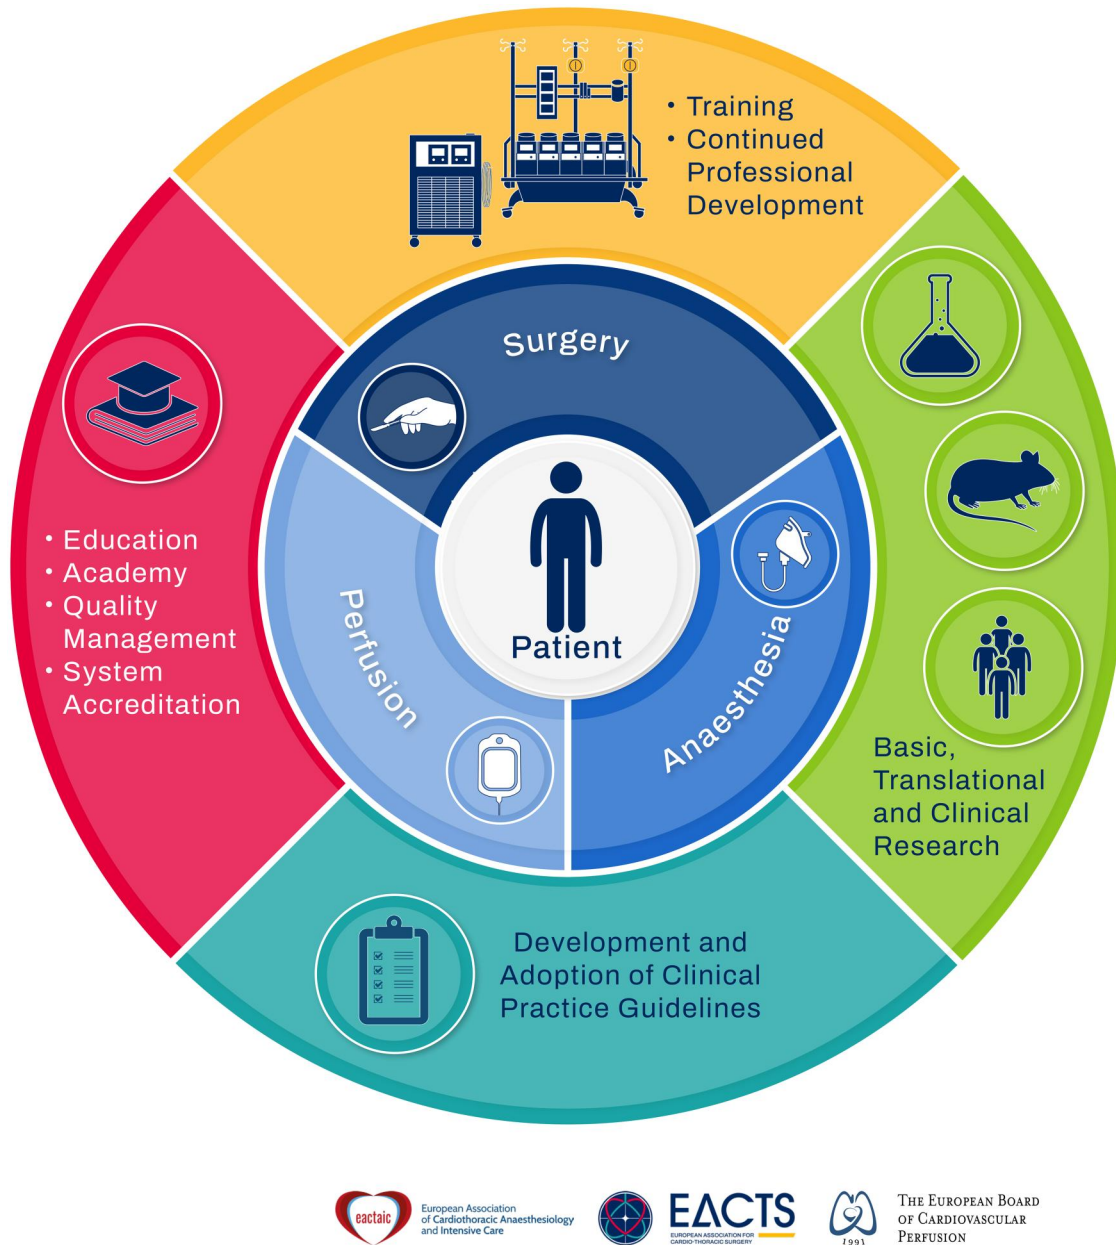 • Training
• Continued
Professional
Development
Surgery
• Education
• Academy
• Quality
Management
• System
Accreditation
Perfusion
Patient
Anaesthesia
Basic,
Translational
and Clinical
Research
Development and
Adoption of Clinical
Practice Guidelines
eactaic
European Association
of Cardiothoracic Anaesthesiology
and Intensive Care
EACTS
EUROPEAN ASSOCIATION FOR
CARDIO-THORACIC SURGERY
1991
THE EUROPEAN BOARD
OF CARDIOVASCULAR
PERFUSION